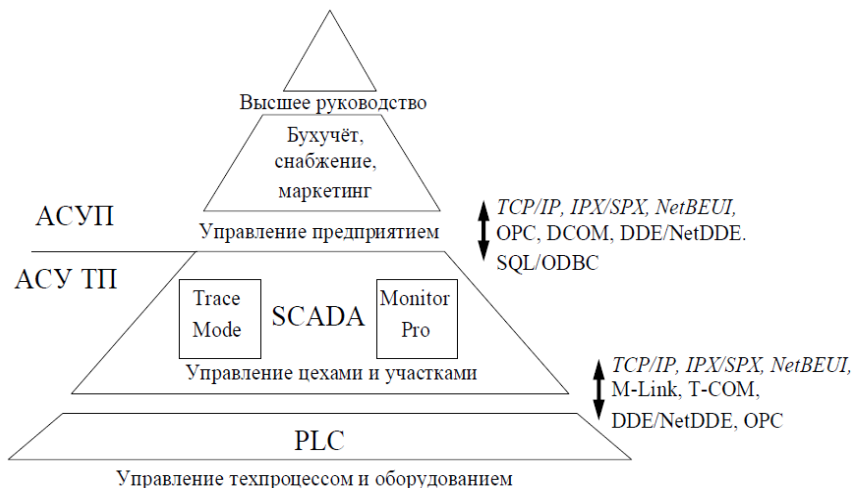 Высшее руководство
Бухучёт,
снабжение,
маркетинг
АСУП
Управление предприятием
TCP/IP, IPX/SPX, NetBEUI,
OPC, DCOM, DDE/NetDDE.
SQL/ODBC
АСУ ТП
Trace
Mode
SCADA
Monitor
Pro
Управление цехами и участками
TCP/IP, IPX/SPX, NetBEUI,
M-Link, T-COM,
DDE/NetDDE, OPC
PLC
Управление техпроцессом и оборудованием